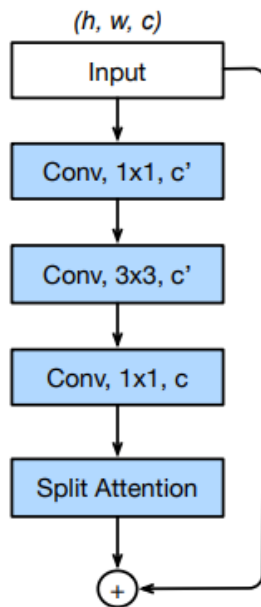 (h, w, c)
Input
Conv, 1x1, c’
Conv, 3x3, c’
Conv, 1x1, c
Split Attention
+